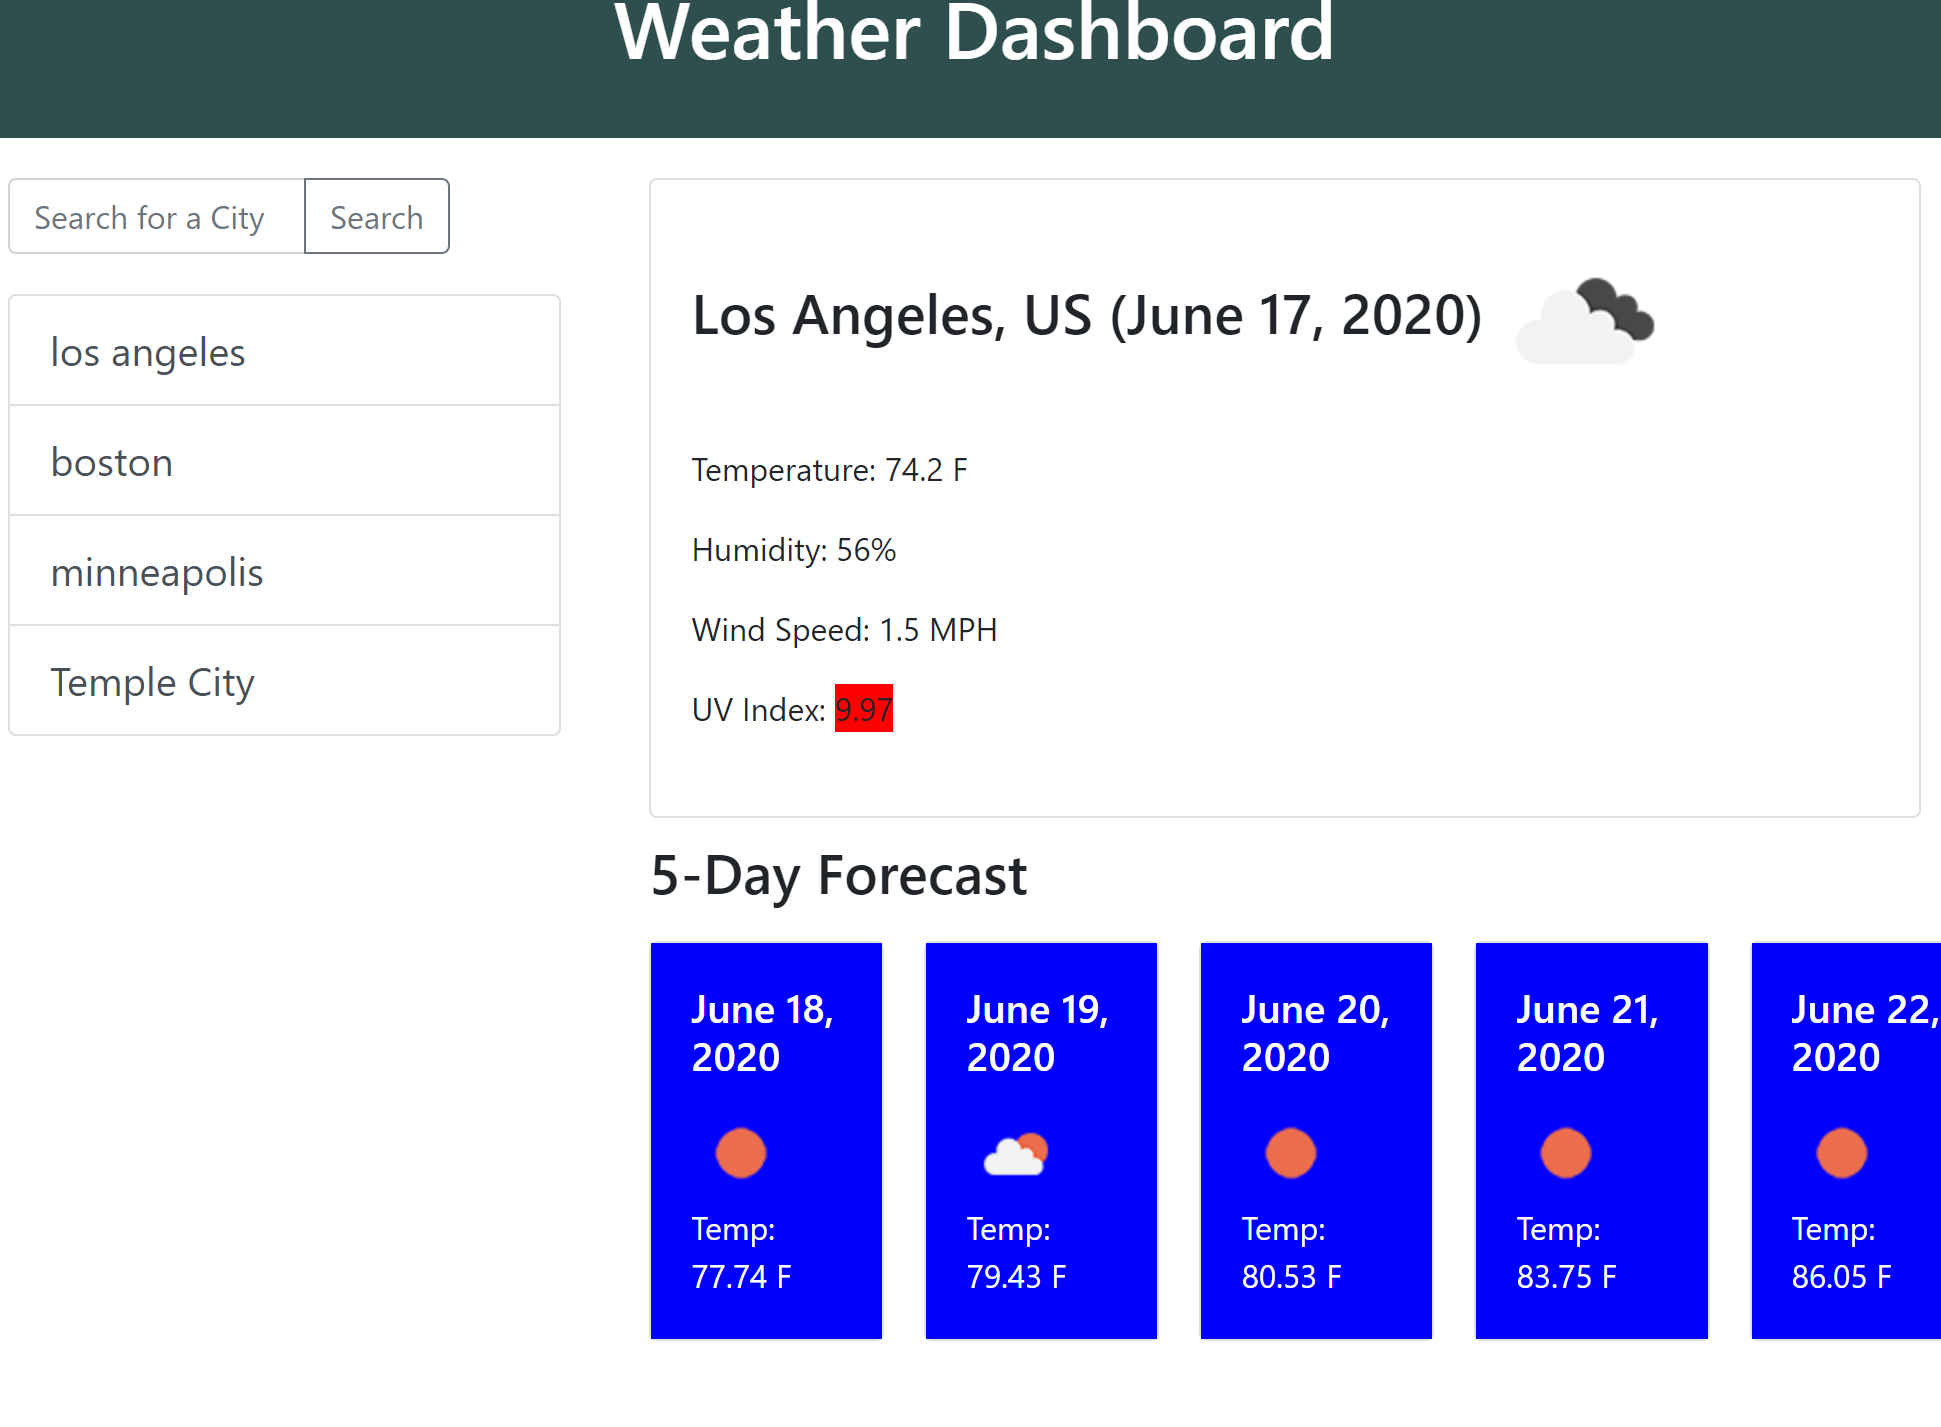 Weather Dashboard
Search for a City
Search
los angeles
boston
minneapolis
Temple City
Los Angeles, US (June 17, 2020)
Temperature: 74.2 F
Humidity: 56%
Wind Speed: 1.5 MPH
UV Index: 9.97
5-Day Forecast
June 18,
2020
Temp:
77.74 F
June 19,
2020
Temp:
79.43 F
June 20,
2020
Temp:
80.53 F
June 21,
2020
Temp:
83.75 F
June 22,
2020
Temp:
86.05 F